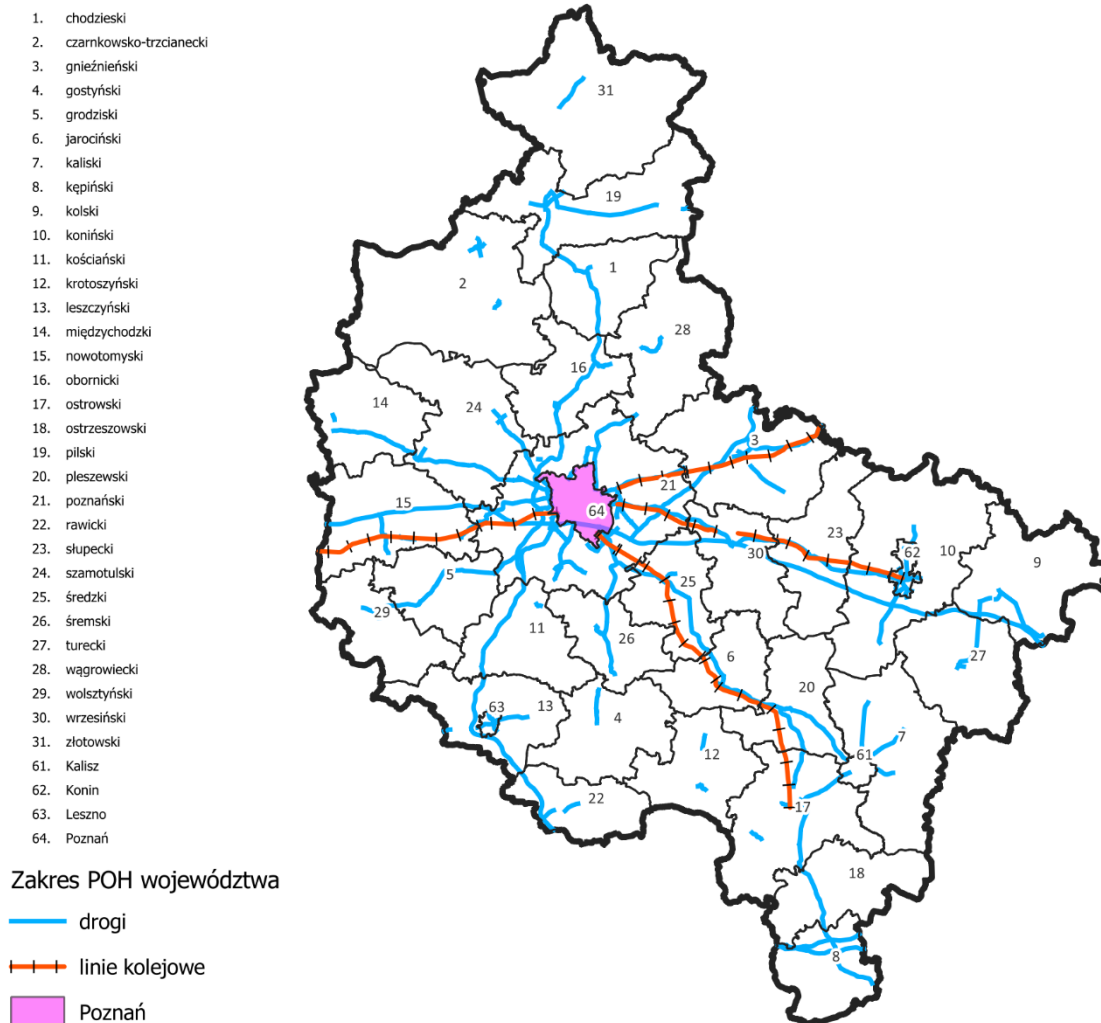 1. chodzieski
2. czarnkowsko-trzcianecki
3. gnieźnieński
4. gostyński
5. grodziski
6. jarociński
7. kaliski
8. kępiński
9. kolski
10. koniński
11. kościański
12. krotoszyński
13. leszczyński
14. międzychodzki
15. nowotomyski
16. obornicki
17. ostrowski
18. ostrzeszowski
19. pilski
20. pleszewski
21. poznański
22. rawicki
23. słupecki
24. szamotulski
25. średzki
26. śremski
27. turecki
28. wągrowiecki
29. wolsztyński
30. wrzesiński
31. złotowski
61. Kalisz
62. Konin
63. Leszno
64. Poznań
Zakres POH województwa
drogi
linie kolejowe
Poznań
31
19
1
2
28
16
14
24
3
21
15
64
23
30
62
10
9
5
25
29
11
26
6
27
20
63
13
4
7
12
61
22
17
18
8